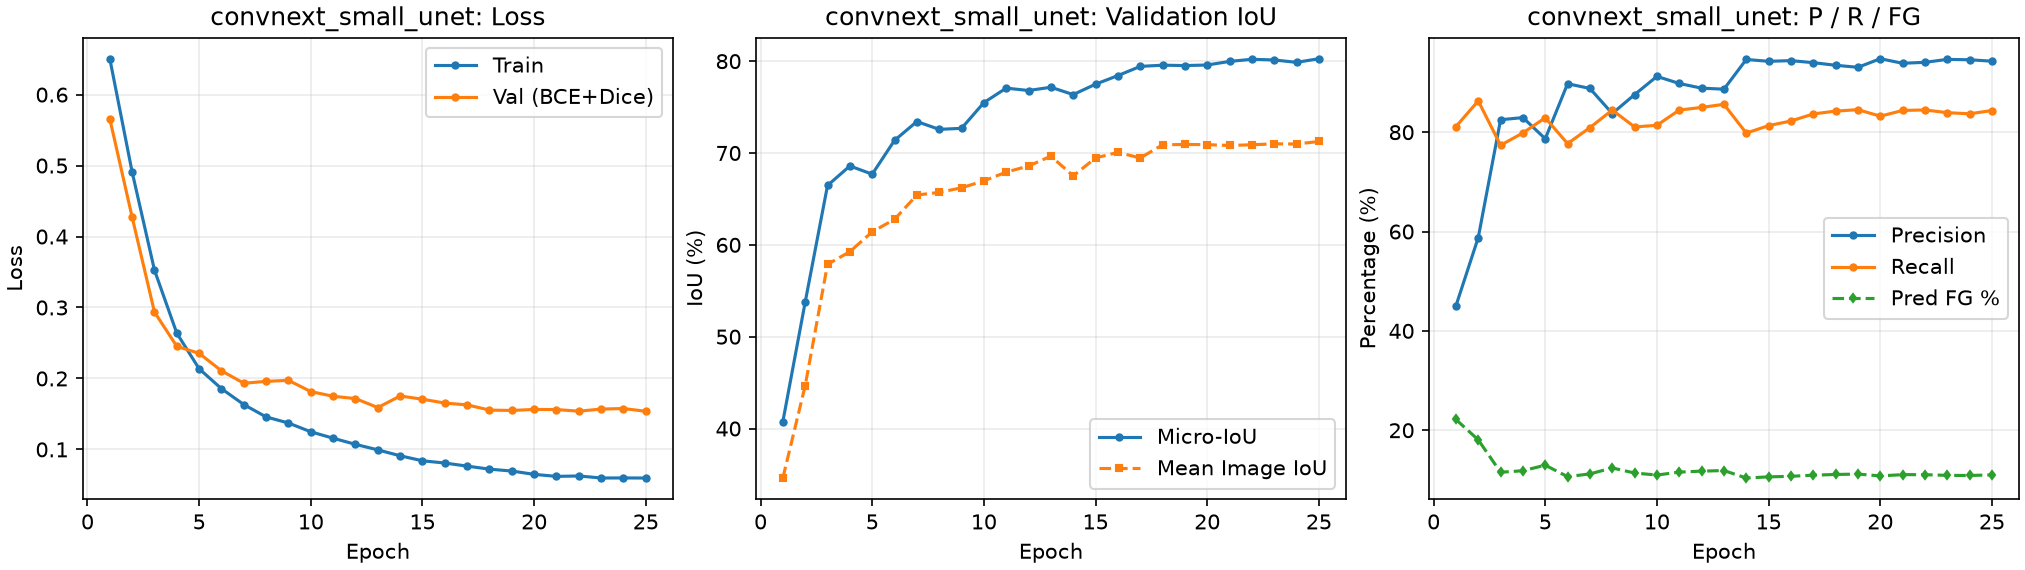 convnext_small_unet: Loss
Train
Val (BCE+Dice)
0.6
0.5
0.4
0.3
0.2
0.1
Loss
0
5
10
15
20
25
Epoch
convnext_small_unet: Validation IoU
80
70
60
50
40
IoU (%)
Micro-IoU
Mean Image IoU
0
5
10
15
20
25
Epoch
convnext_small_unet: P / R / FG
80
60
40
20
Percentage (%)
Precision
Recall
Pred FG %
0
5
10
15
20
25
Epoch